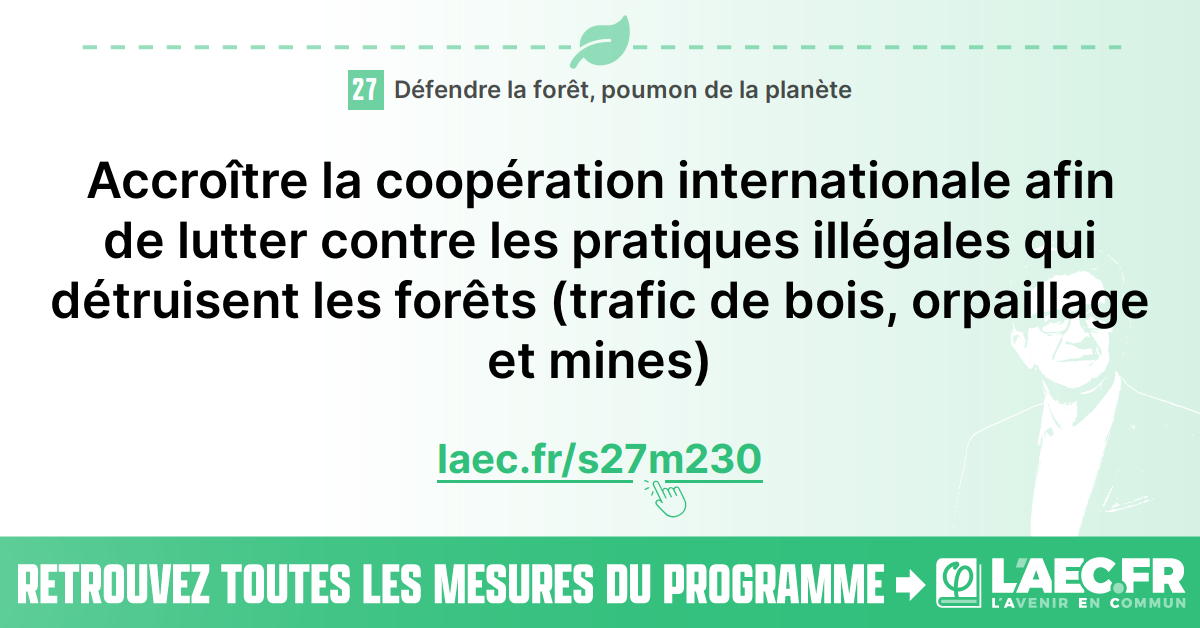 27 Défendre la forêt, poumon de la planète
Accroître la coopération internationale afin
de lutter contre les pratiques illégales qui
détruisent les forêts (trafic de bois, orpaillage
et mines)
laec.fr/s27m230
RETROUVEZ TOUTES LES MESURES DU PROGRAMME
L'AEC.FR
L'AVENIR EN COMMUN